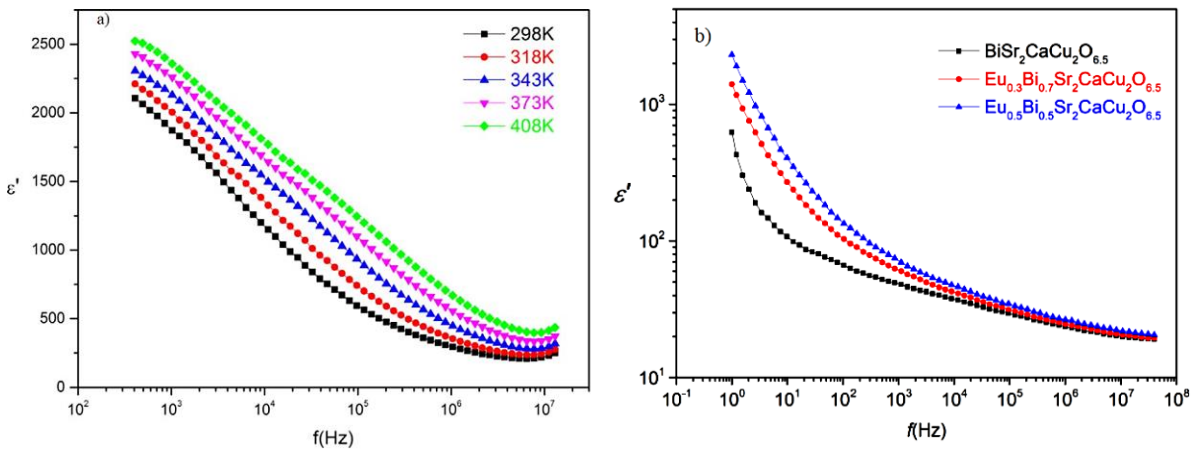 a)
298K
318K
343K
373K
408K
2500
2000
1500
1000
500
0
ε'
10² 10³ 10⁴ 10⁵ 10⁶ 10⁷
f(Hz)
b)
BiSr₂CaCu₂O₆.₅
Eu₀.₃Bi₀.₇Sr₂CaCu₂O₆.₅
Eu₀.₅Bi₀.₅Sr₂CaCu₂O₆.₅
10³
10²
10¹
ε'
10⁻¹ 10⁰ 10¹ 10² 10³ 10⁴ 10⁵ 10⁶ 10⁷ 10⁸
f(Hz)